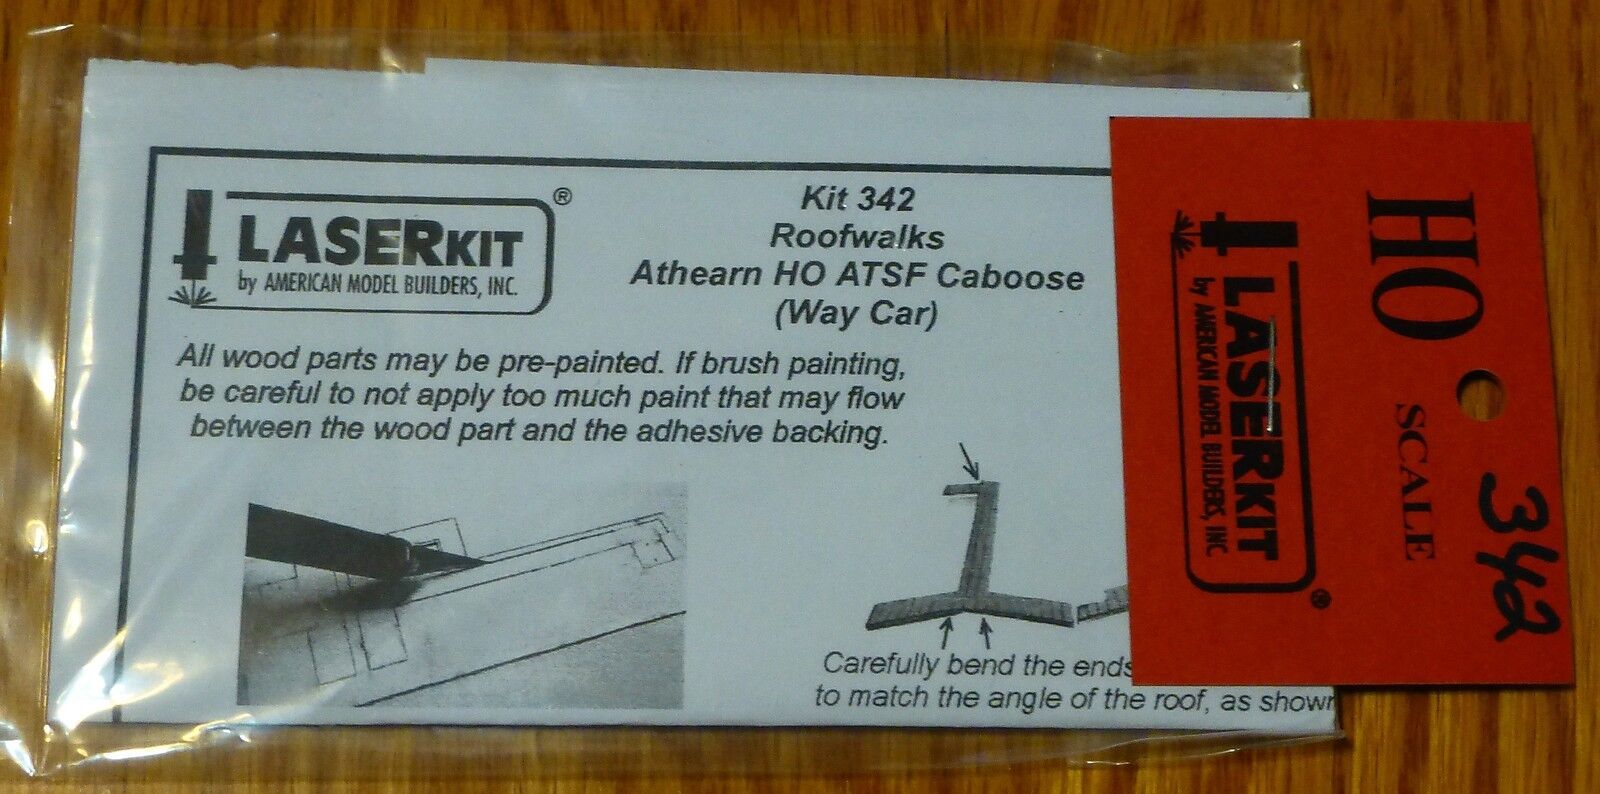 LASERKIT ®
by AMERICAN MODEL BUILDERS, INC.
Kit 342
Roofwalks
Athearn HO ATSF Caboose
(Way Car)
All wood parts may be pre-painted. If brush painting,
be careful to not apply too much paint that may flow
between the wood part and the adhesive backing.
Carefully bend the ends
to match the angle of the roof, as shown
HO
SCALE
342
LASERKIT ®
by AMERICAN MODEL BUILDERS, INC